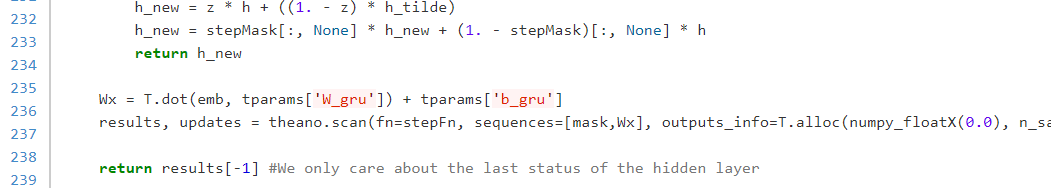 232 h_new = z * h + ((1. - z) * h_tilde)
233 h_new = stepMask[:, None] * h_new + (1. - stepMask)[:, None] * h
234 return h_new
235
236 Wx = T.dot(emb, tparams['W_gru']) + tparams['b_gru']
237 results, updates = theano.scan(fn=stepFn, sequences=[mask,Wx], outputs_info=T.alloc(numpy_floatX(0.0), n_sa
238
239 return results[-1] #We only care about the last status of the hidden layer